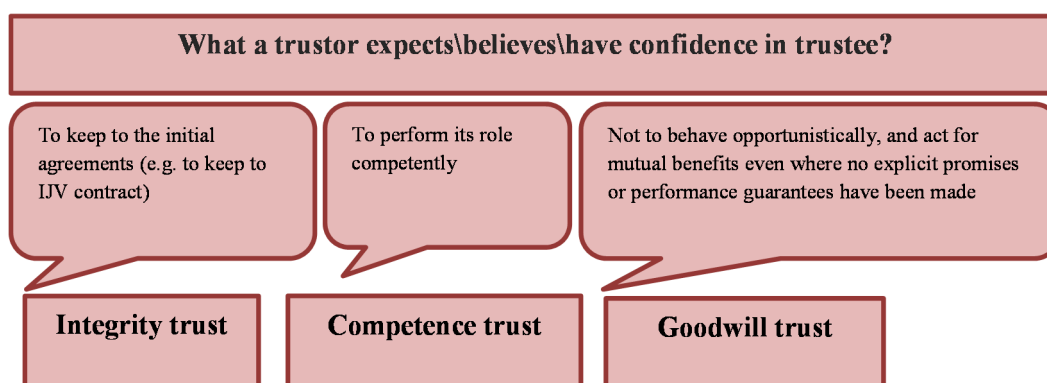 What a trustor expects\believes\have confidence in trustee?
To keep to the initial
agreements (e.g. to keep to
IJV contract)
To perform its role
competently
Not to behave opportunistically, and act for
mutual benefits even where no explicit promises
or performance guarantees have been made
Integrity trust
Competence trust
Goodwill trust